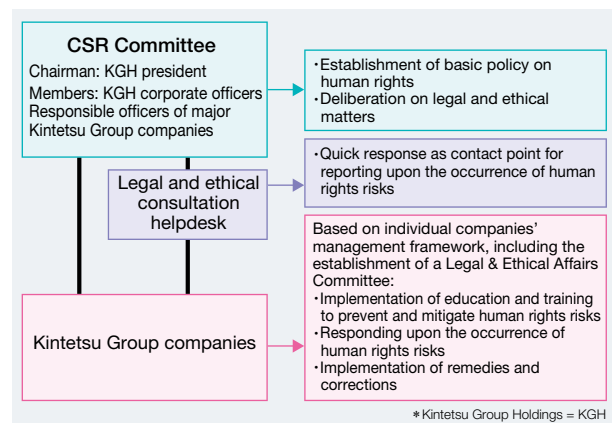 CSR Committee
Chairman: KGH president
Members: KGH corporate officers
Responsible officers of major
Kintetsu Group companies
・Establishment of basic policy on
human rights
・Deliberation on legal and ethical
matters
Legal and ethical
consultation
helpdesk
・Quick response as contact point for
reporting upon the occurrence of human
rights risks
Kintetsu Group companies
Based on individual companies’
management framework, including the
establishment of a Legal & Ethical Affairs
Committee:
・Implementation of education and training
to prevent and mitigate human rights risks
・Responding upon the occurrence of
human rights risks
・Implementation of remedies and
corrections
＊Kintetsu Group Holdings = KGH